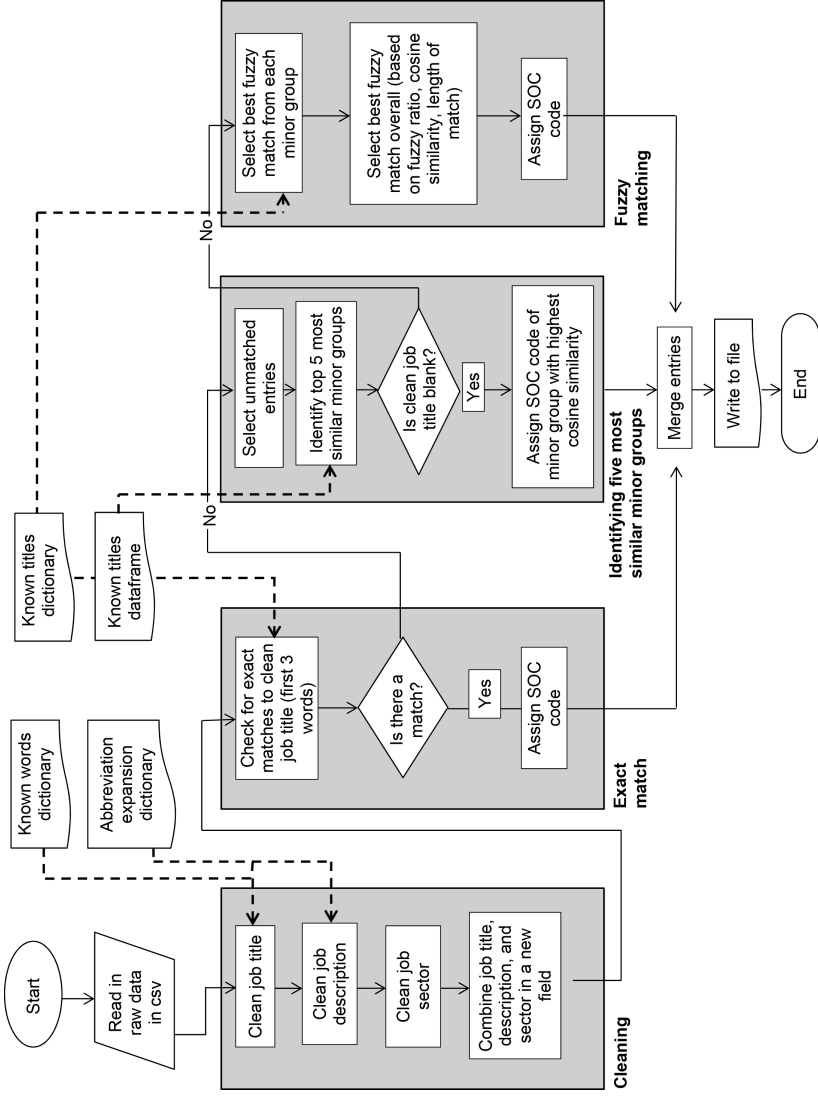 Start
Read in
raw data
in csv
Known words
dictionary
Abbreviation
expansion
dictionary
Clean job title
Clean job
description
Clean job
sector
Combine job title,
description, and
sector in a new
field
Cleaning
Known titles
dictionary
Known titles
dataframe
Check for exact
matches to clean
job title (first 3
words)
Is there a
match?
Yes
Assign SOC
code
Exact
match
No
Select unmatched
entries
Identify top 5 most
similar minor groups
Is clean job
title blank?
Yes
Assign SOC code of
minor group with highest
cosine similarity
Identifying five most
similar minor groups
No
Select best fuzzy
match from each
minor group
Select best fuzzy
match overall (based
on fuzzy ratio, cosine
similarity, length of
match)
Assign SOC
code
Fuzzy
matching
Merge entries
Write to file
End